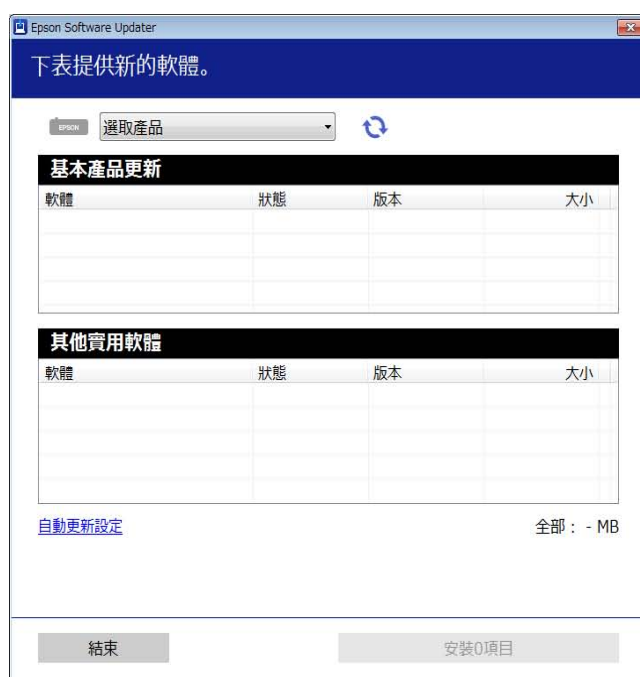 Epson Software Updater
下表提供新的軟體。
EPSON 選取產品
基本產品更新
軟體 狀態 版本 大小
其他實用軟體
軟體 狀態 版本 大小
自動更新設定 全部： - MB
結束 安裝0項目